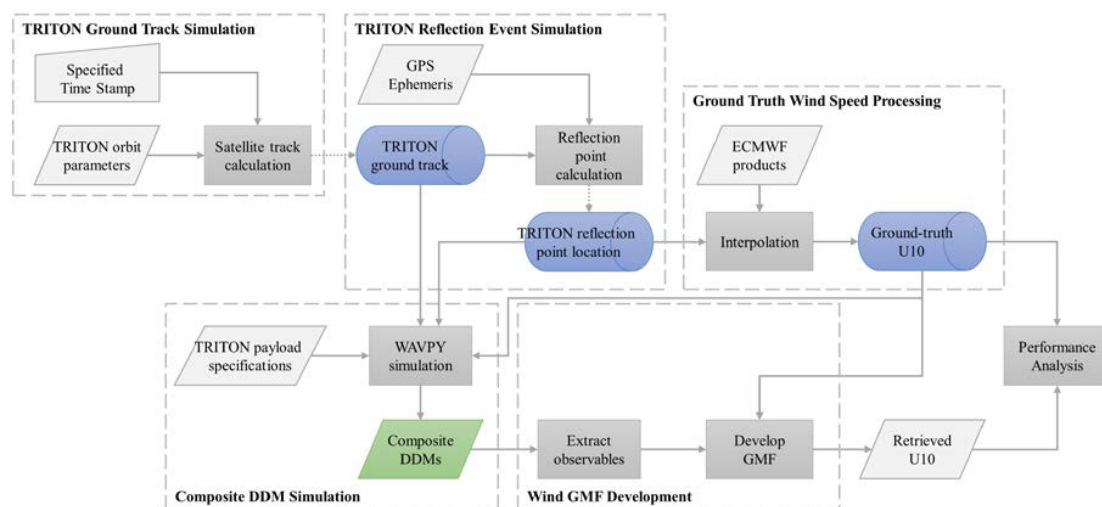 TRITON Ground Track Simulation
Specified
Time Stamp
TRITON orbit
parameters
Satellite track
calculation
TRITON Reflection Event Simulation
GPS
Ephemeris
TRITON
ground track
Reflection
point
calculation
TRITON reflection
point location
Ground Truth Wind Speed Processing
ECMWF
products
Interpolation
Ground-truth
U10
TRITON payload
specifications
WAVPY
simulation
Composite
DDMs
Composite DDM Simulation
Extract
observables
Develop
GMF
Wind GMF Development
Retrieved
U10
Performance
Analysis